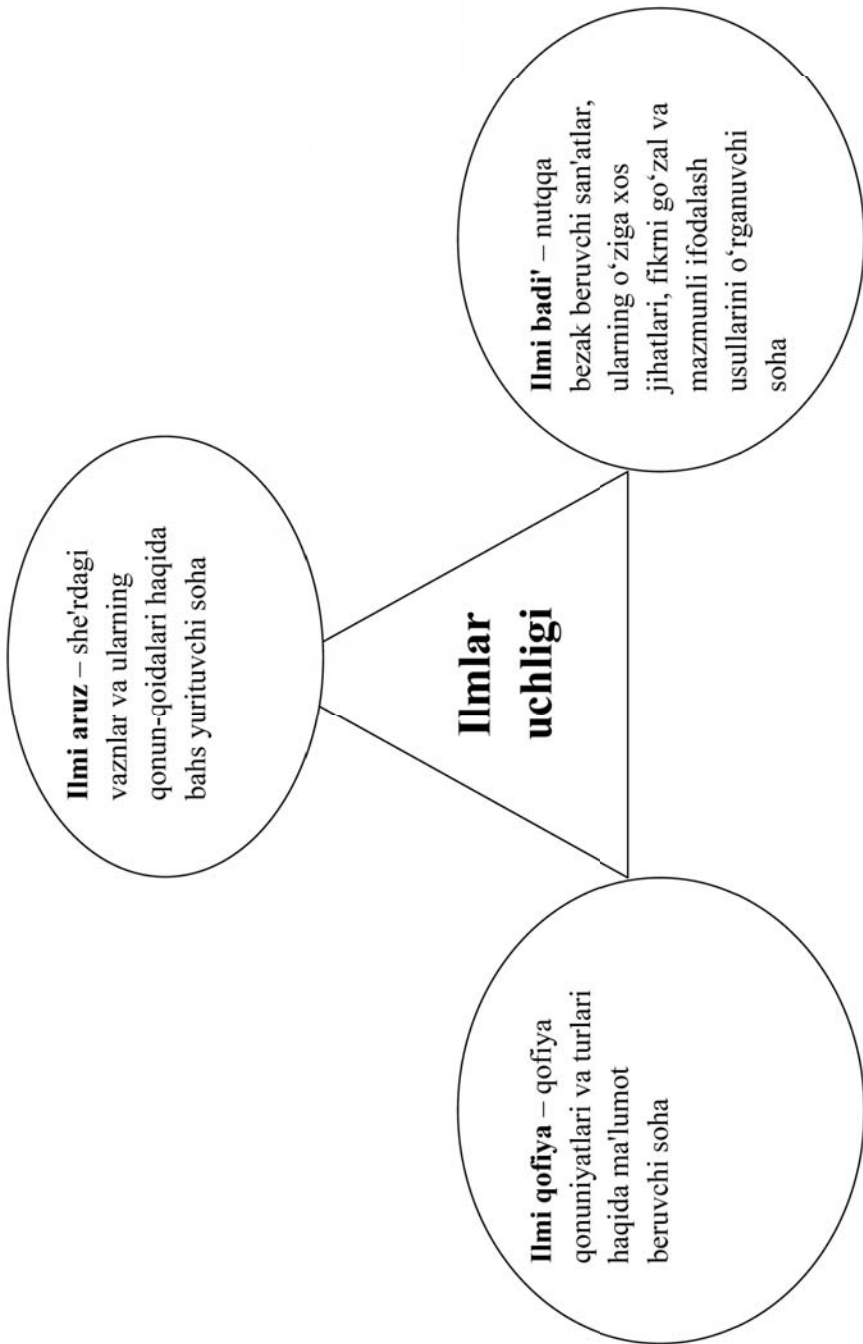 Ilmi aruz – she'rdagi
vaznlar va ularning
qonun-qoidalari haqida
bahs yurituvchi soha
Ilmlar
uchligi
Ilmi qofiya – qofiya
qonuniyatlari va turlari
haqida ma'lumot
beruvchi soha
Ilmi badi' – nutqqa
bezak beruvchi san'atlar,
ularning o‘ziga xos
jihatlari, fikrni go‘zal va
mazmunli ifodalash
usullarini o‘rganuvchi
soha